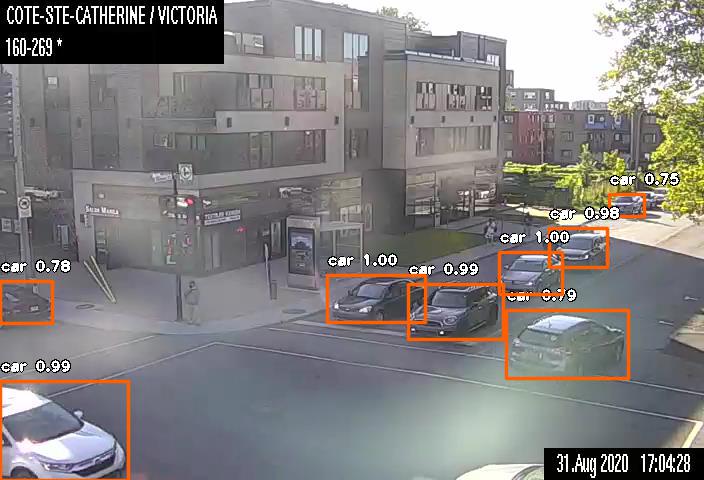 COTE-STE-CATHERINE / VICTORIA
160-269 *
car 0.75
car 0.98
car 1.00
car 0.78
car 1.00
car 0.99
car 0.79
car 0.99
31.Aug 2020 17:04:28